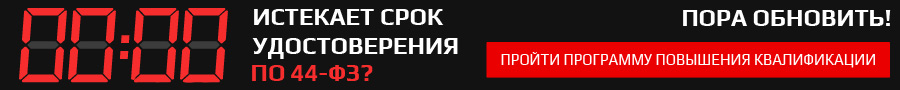 00:00
ИСТЕКАЕТ СРОК
УДОСТОВЕРЕНИЯ
ПО 44-ФЗ?
ПОРА ОБНОВИТЬ!
ПРОЙТИ ПРОГРАММУ ПОВЫШЕНИЯ КВАЛИФИКАЦИИ